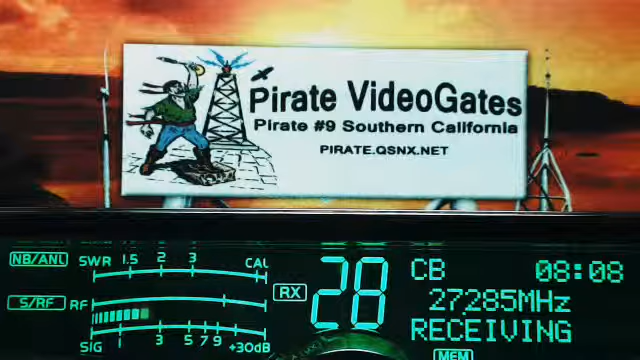 Pirate VideoGates
Pirate #9 Southern California
PIRATE.QSNX.NET
NB/ANL SWR 1.5 2 3 CAL
S/RF RF
SIG 1 3 5 7 9 +30dB
RX 28
CB 08:08
27285MHz
RECEIVING
MEM